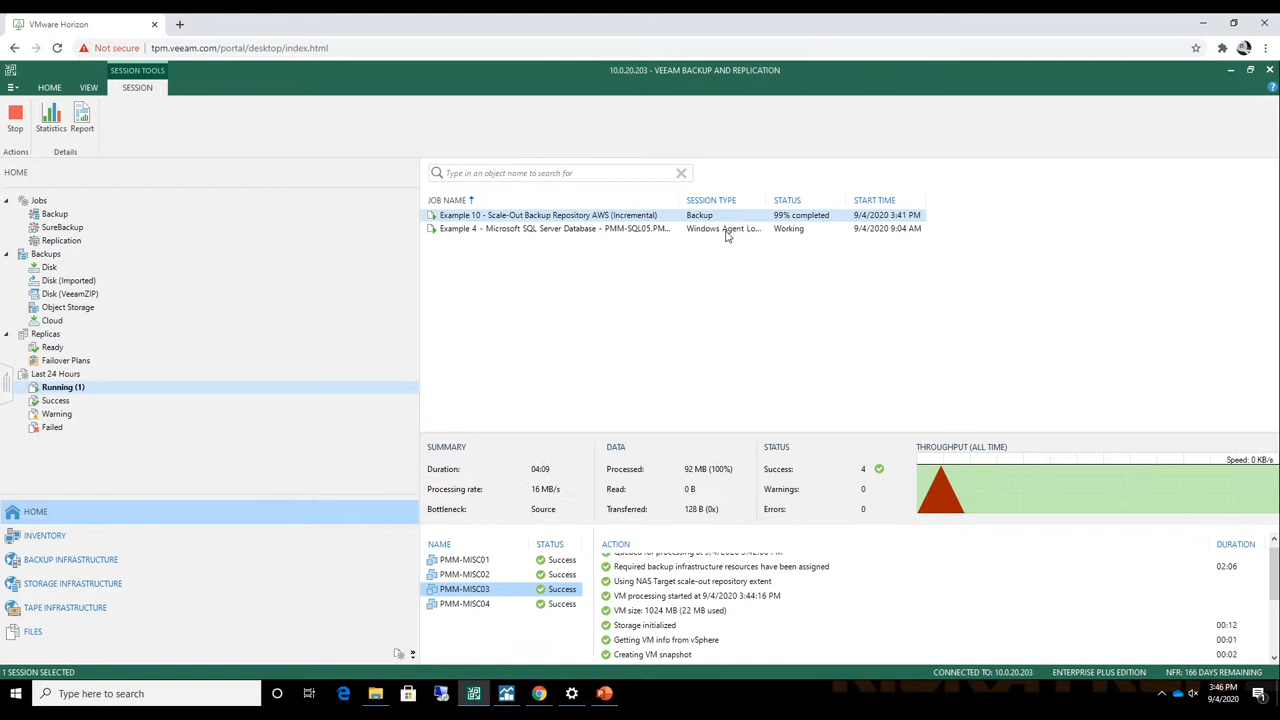 VMware Horizon
Not secure tpm.veeam.com/portal/desktop/index.html
SESSION TOOLS
10.0.20.203 - VEEAM BACKUP AND REPLICATION
HOME VIEW SESSION
Stop Statistics Report
Actions Details
HOME
Type in an object name to search for
Jobs
Backup
SureBackup
Replication
Backups
Disk
Disk (Imported)
Disk (VeeamZIP)
Object Storage
Cloud
Replicas
Ready
Failover Plans
Last 24 Hours
Running (1)
Success
Warning
Failed
JOB NAME SESSION TYPE STATUS START TIME
Example 10 - Scale-Out Backup Repository AWS (Incremental) Backup 99% completed 9/4/2020 3:41 PM
Example 4 - Microsoft SQL Server Database - PMM-SQL05.PM... Windows Agent Lo... Working 9/4/2020 9:04 AM
SUMMARY DATA STATUS THROUGHPUT (ALL TIME)
Speed: 0 KB/s
Duration: 04:09 Processed: 92 MB (100%) Success: 4
Processing rate: 16 MB/s Read: 0 B Warnings: 0
Bottleneck: Source Transferred: 128 B (0x) Errors: 0
HOME
INVENTORY
BACKUP INFRASTRUCTURE
STORAGE INFRASTRUCTURE
TAPE INFRASTRUCTURE
FILES
NAME STATUS
PMM-MISC01 Success
PMM-MISC02 Success
PMM-MISC03 Success
PMM-MISC04 Success
ACTION DURATION
Required backup infrastructure resources have been assigned 02:06
Using NAS Target scale-out repository extent
VM processing started at 9/4/2020 3:44:16 PM
VM size: 1024 MB (22 MB used)
Storage initialized 00:12
Getting VM info from vSphere 00:01
Creating VM snapshot 00:02
1 SESSION SELECTED CONNECTED TO: 10.0.20.203 ENTERPRISE PLUS EDITION NFR: 166 DAYS REMAINING
Type here to search
3:46 PM
9/4/2020